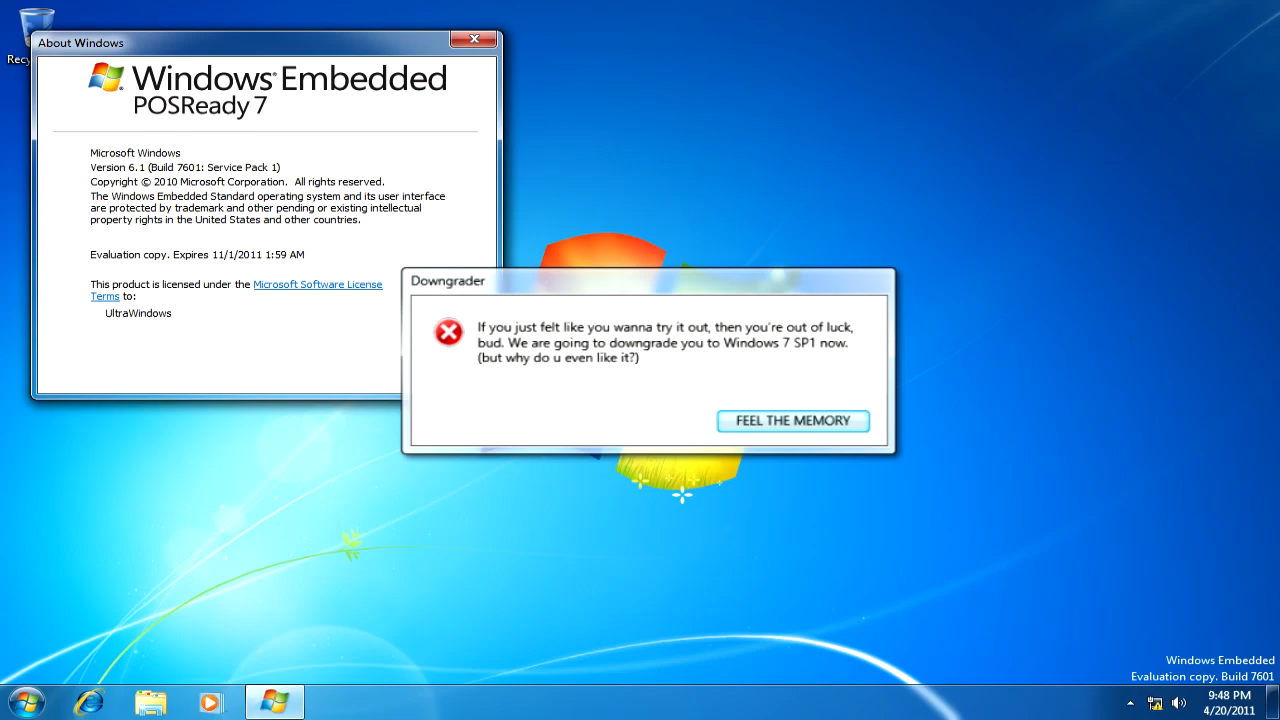 Recy
About Windows
Windows® Embedded
POSReady 7
Microsoft Windows
Version 6.1 (Build 7601: Service Pack 1)
Copyright © 2010 Microsoft Corporation. All rights reserved.
The Windows Embedded Standard operating system and its user interface
are protected by trademark and other pending or existing intellectual
property rights in the United States and other countries.
Evaluation copy. Expires 11/1/2011 1:59 AM
This product is licensed under the Microsoft Software License
Terms to:
UltraWindows
Downgrader
If you just felt like you wanna try it out, then you're out of luck,
bud. We are going to downgrade you to Windows 7 SP1 now.
(but why do u even like it?)
FEEL THE MEMORY
Windows Embedded
Evaluation copy. Build 7601
9:48 PM
4/20/2011